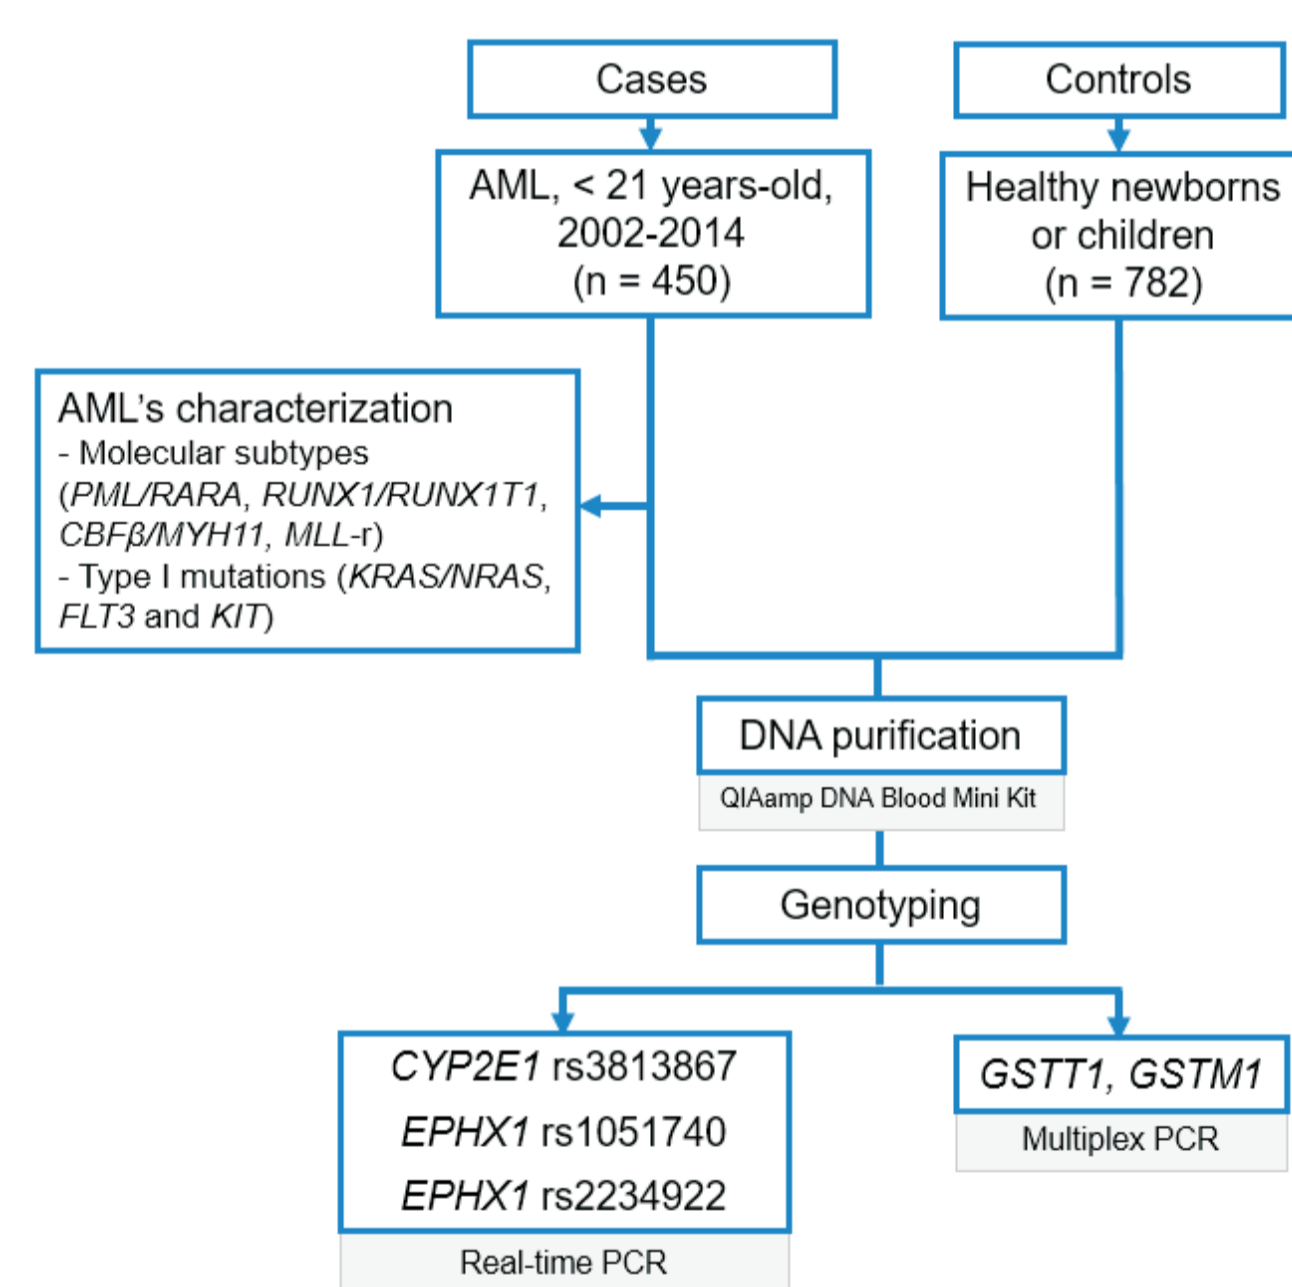 Cases
Controls
AML, < 21 years-old,
2002-2014
(n = 450)
Healthy newborns
or children
(n = 782)
AML's characterization
- Molecular subtypes
(PML/RARA, RUNX1/RUNX1T1,
CBFβ/MYH11, MLL-r)
- Type I mutations (KRAS/NRAS,
FLT3 and KIT)
DNA purification
QIAamp DNA Blood Mini Kit
Genotyping
CYP2E1 rs3813867
EPHX1 rs1051740
EPHX1 rs2234922
Real-time PCR
GSTT1, GSTM1
Multiplex PCR